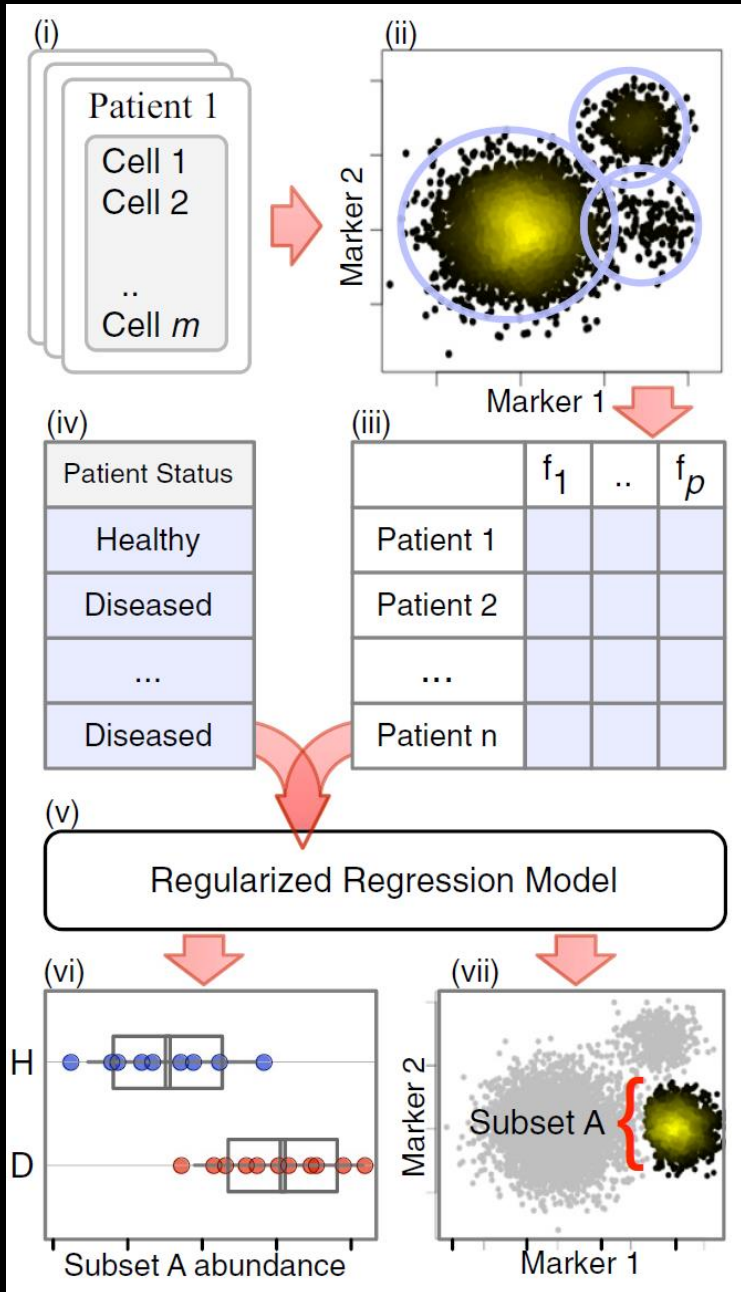 (i)
Patient 1
Cell 1
Cell 2
..
Cell m
(ii)
Marker 2
Marker 1
(iv)
Patient Status
Healthy
Diseased
...
Diseased
(iii)
f1 .. fp
Patient 1
Patient 2
...
Patient n
(v)
Regularized Regression Model
(vi)
H
D
Subset A abundance
(vii)
Marker 2
Subset A {
Marker 1